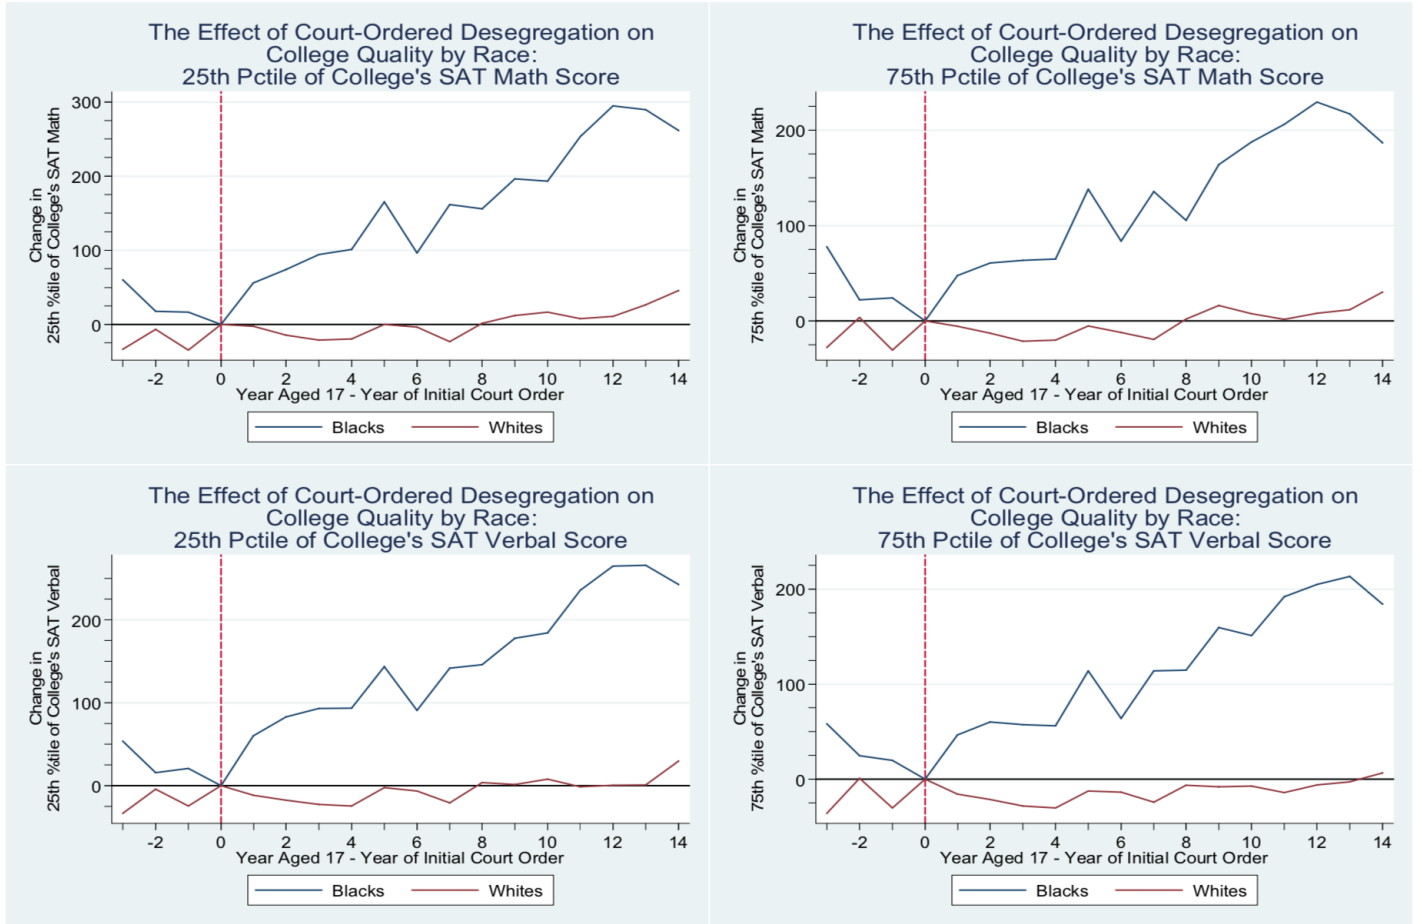 The Effect of Court-Ordered Desegregation on
College Quality by Race:
25th Pctile of College's SAT Math Score
Change in
25th %tile of College's SAT Math
300
200
100
0
-2 0 2 4 6 8 10 12 14
Year Aged 17 - Year of Initial Court Order
Blacks Whites
The Effect of Court-Ordered Desegregation on
College Quality by Race:
75th Pctile of College's SAT Math Score
Change in
75th %tile of College's SAT Math
200
100
0
-2 0 2 4 6 8 10 12 14
Year Aged 17 - Year of Initial Court Order
Blacks Whites
The Effect of Court-Ordered Desegregation on
College Quality by Race:
25th Pctile of College's SAT Verbal Score
Change in
25th %tile of College's SAT Verbal
200
100
0
-2 0 2 4 6 8 10 12 14
Year Aged 17 - Year of Initial Court Order
Blacks Whites
The Effect of Court-Ordered Desegregation on
College Quality by Race:
75th Pctile of College's SAT Verbal Score
Change in
75th %tile of College's SAT Verbal
200
100
0
-2 0 2 4 6 8 10 12 14
Year Aged 17 - Year of Initial Court Order
Blacks Whites